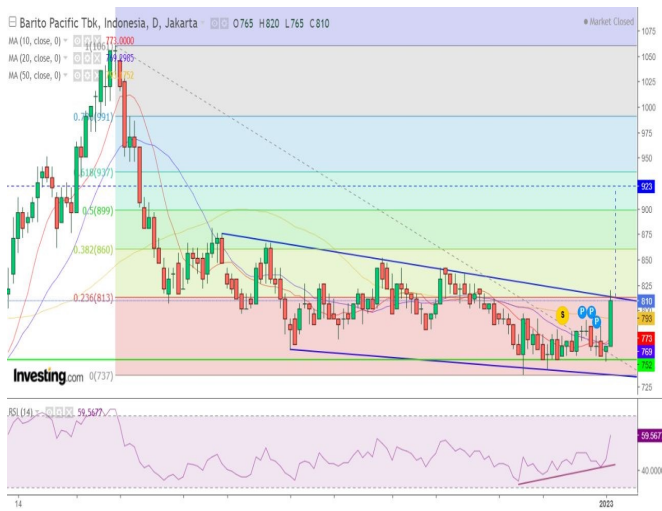 Barito Pacific Tbk, Indonesia, D, Jakarta O765 H820 L765 C810
Market Closed
MA (10, close, 0) 773.0000
MA (20, close, 0)
MA (50, close, 0)
1075
1050
1025
1000
975
950
923
900
875
850
825
810
793
773
769
752
725
0.618(937)
0.5(899)
0.382(860)
0.236(813)
0(737)
S
P P
P
Investing.com
RSI (14) 59.5677
59.5677
40.0000
14
2023